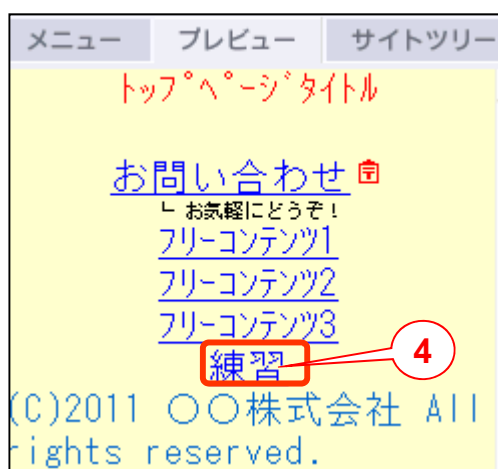 メニュー プレビュー サイトツリー
トップページタイトル
お問い合わせ〒
└ お気軽にどうぞ!
フリーコンテンツ1
フリーコンテンツ2
フリーコンテンツ3
練習
4
(C)2011 〇〇株式会社 All
rights reserved.